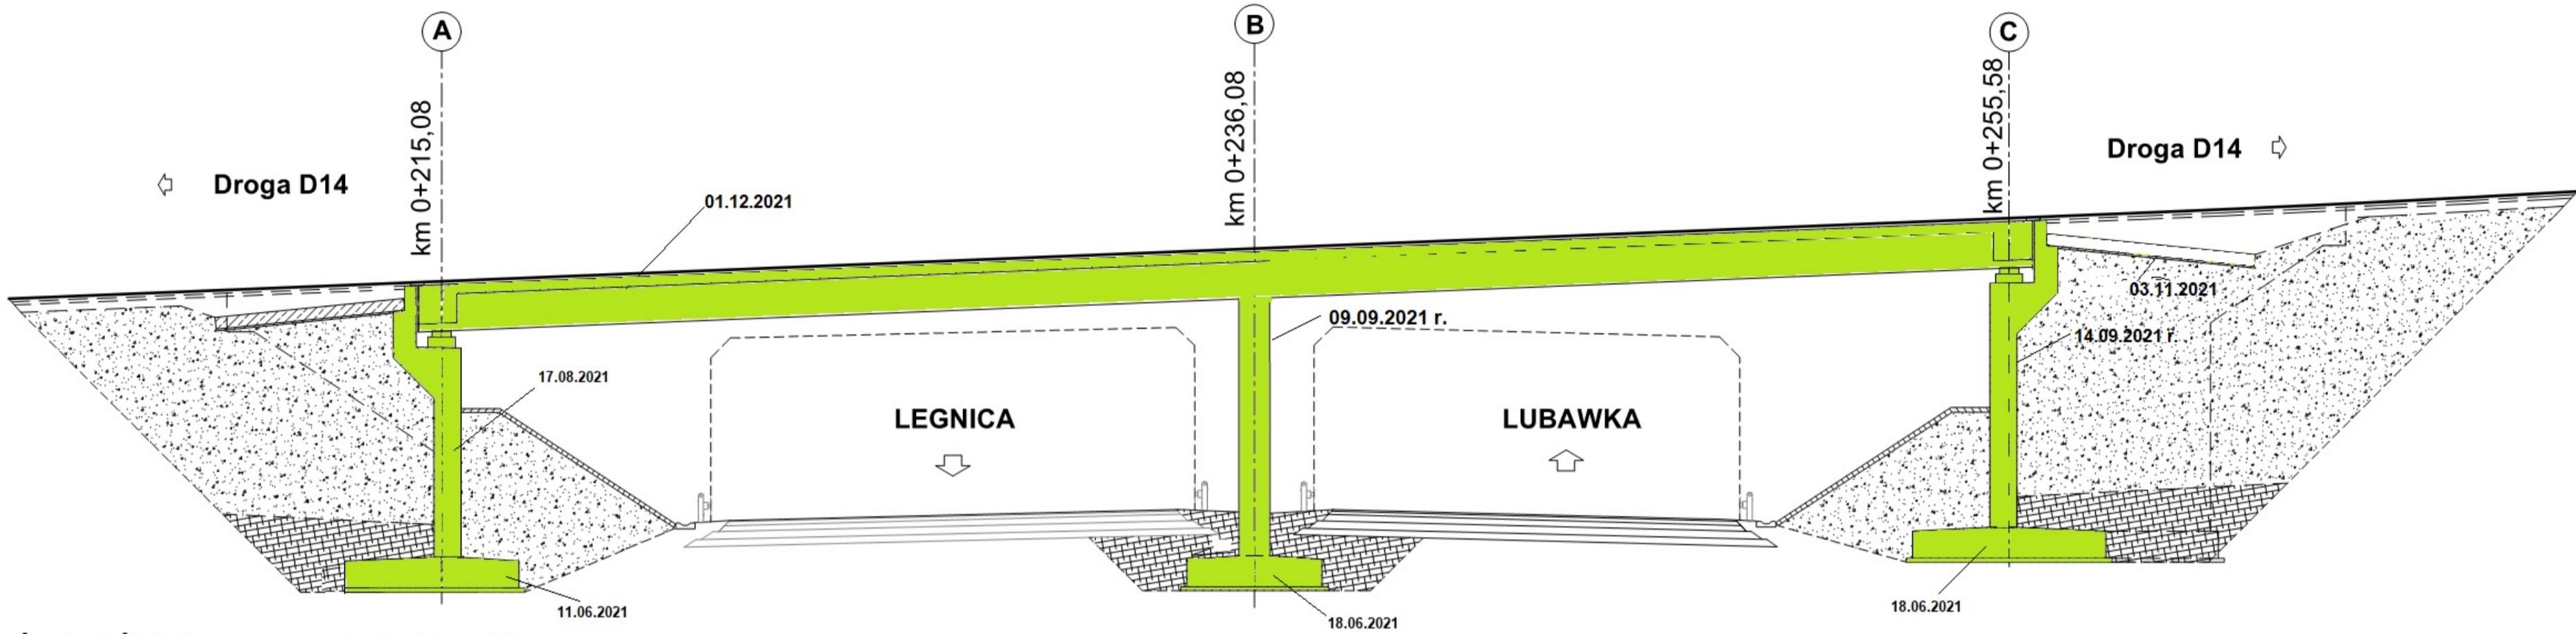 A
B
C
km 0+215,08
km 0+236,08
km 0+255,58
Droga D14
Droga D14
01.12.2021
03.11.2021
09.09.2021 r.
14.09.2021 r.
17.08.2021
LEGNICA
LUBAWKA
11.06.2021
18.06.2021
18.06.2021